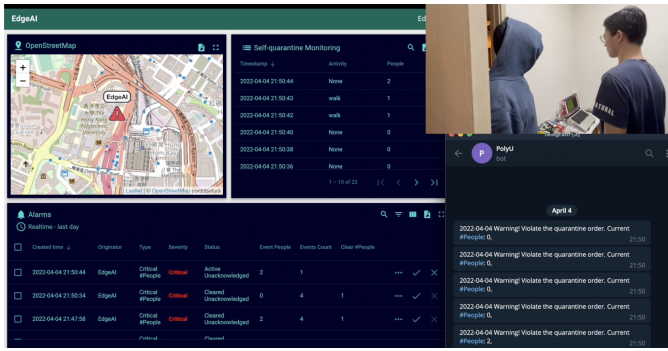 EdgeAI
OpenStreetMap
+
−
EdgeAI
The Hong Kong Polytechnic University
Leaflet | © OpenStreetMap contributors
Self-quarantine Monitoring
Timestamp ↓ Activity People
2022-04-04 21:50:44 None 2
2022-04-04 21:50:43 walk 1
2022-04-04 21:50:42 walk 1
2022-04-04 21:50:40 None 0
2022-04-04 21:50:38 None 0
2022-04-04 21:50:36 None 0
1 – 10 of 23
Alarms
Realtime - last day
Created time ↓ Originator Type Severity Status Event People Events Count Clear #People
2022-04-04 21:50:44 EdgeAI Critical #People Critical Active Unacknowledged 2 1
2022-04-04 21:50:34 EdgeAI Critical #People Critical Cleared Unacknowledged 0 4 1
2022-04-04 21:47:58 EdgeAI Critical #People Critical Cleared Unacknowledged 2 4 1
Critical Cleared
P
PolyU
bot
April 4
2022-04-04 Warning! Violate the quarantine order. Current
#People: 0,
21:50
2022-04-04 Warning! Violate the quarantine order. Current
#People: 0,
21:50
2022-04-04 Warning! Violate the quarantine order. Current
#People: 0,
21:50
2022-04-04 Warning! Violate the quarantine order. Current
#People: 0,
21:50
2022-04-04 Warning! Violate the quarantine order. Current
#People: 2,
21:50